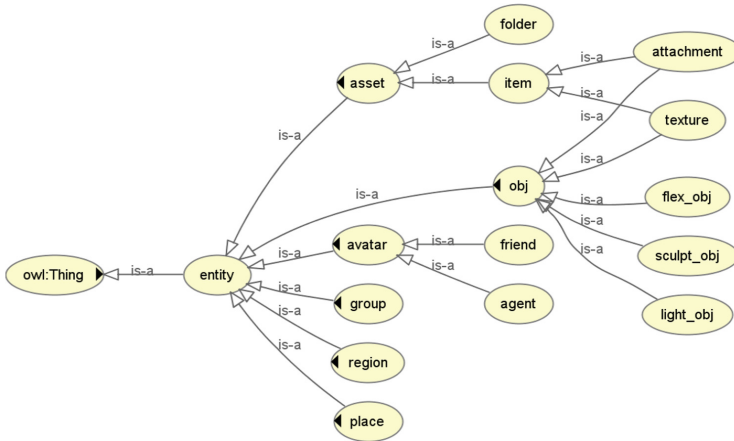 folder
is-a
attachment
asset
is-a
item
is-a
is-a
is-a
texture
is-a
is-a
is-a
obj
is-a
flex_obj
is-a
is-a
avatar
is-a
friend
is-a
sculpt_obj
is-a
owl:Thing
is-a
entity
is-a
agent
is-a
group
light_obj
is-a
region
is-a
place